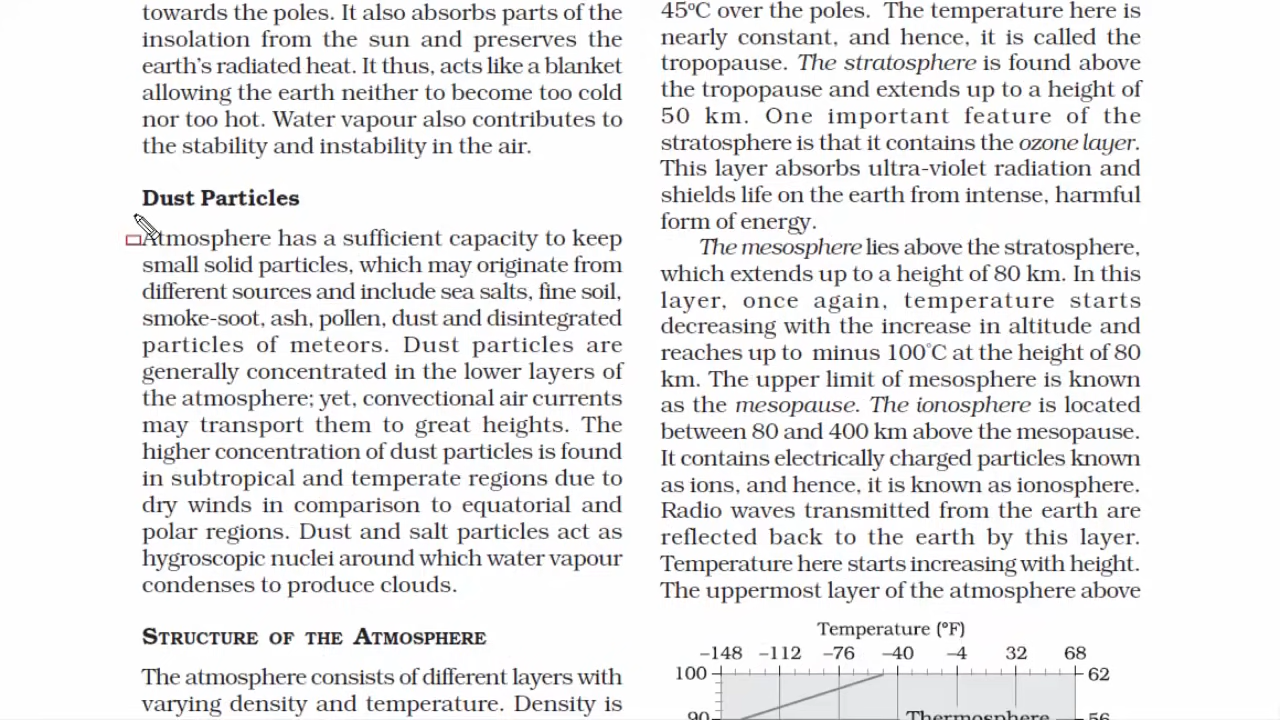 towards the poles. It also absorbs parts of the
insolation from the sun and preserves the
earth's radiated heat. It thus, acts like a blanket
allowing the earth neither to become too cold
nor too hot. Water vapour also contributes to
the stability and instability in the air.
Dust Particles
Atmosphere has a sufficient capacity to keep
small solid particles, which may originate from
different sources and include sea salts, fine soil,
smoke-soot, ash, pollen, dust and disintegrated
particles of meteors. Dust particles are
generally concentrated in the lower layers of
the atmosphere; yet, convectional air currents
may transport them to great heights. The
higher concentration of dust particles is found
in subtropical and temperate regions due to
dry winds in comparison to equatorial and
polar regions. Dust and salt particles act as
hygroscopic nuclei around which water vapour
condenses to produce clouds.
STRUCTURE OF THE ATMOSPHERE
The atmosphere consists of different layers with
varying density and temperature. Density is
45ºC over the poles. The temperature here is
nearly constant, and hence, it is called the
tropopause. The stratosphere is found above
the tropopause and extends up to a height of
50 km. One important feature of the
stratosphere is that it contains the ozone layer.
This layer absorbs ultra-violet radiation and
shields life on the earth from intense, harmful
form of energy.
The mesosphere lies above the stratosphere,
which extends up to a height of 80 km. In this
layer, once again, temperature starts
decreasing with the increase in altitude and
reaches up to minus 100°C at the height of 80
km. The upper limit of mesosphere is known
as the mesopause. The ionosphere is located
between 80 and 400 km above the mesopause.
It contains electrically charged particles known
as ions, and hence, it is known as ionosphere.
Radio waves transmitted from the earth are
reflected back to the earth by this layer.
Temperature here starts increasing with height.
The uppermost layer of the atmosphere above
Temperature (°F)
–148 –112 –76 –40 –4 32 68
100 62
90 Thermosphere 56